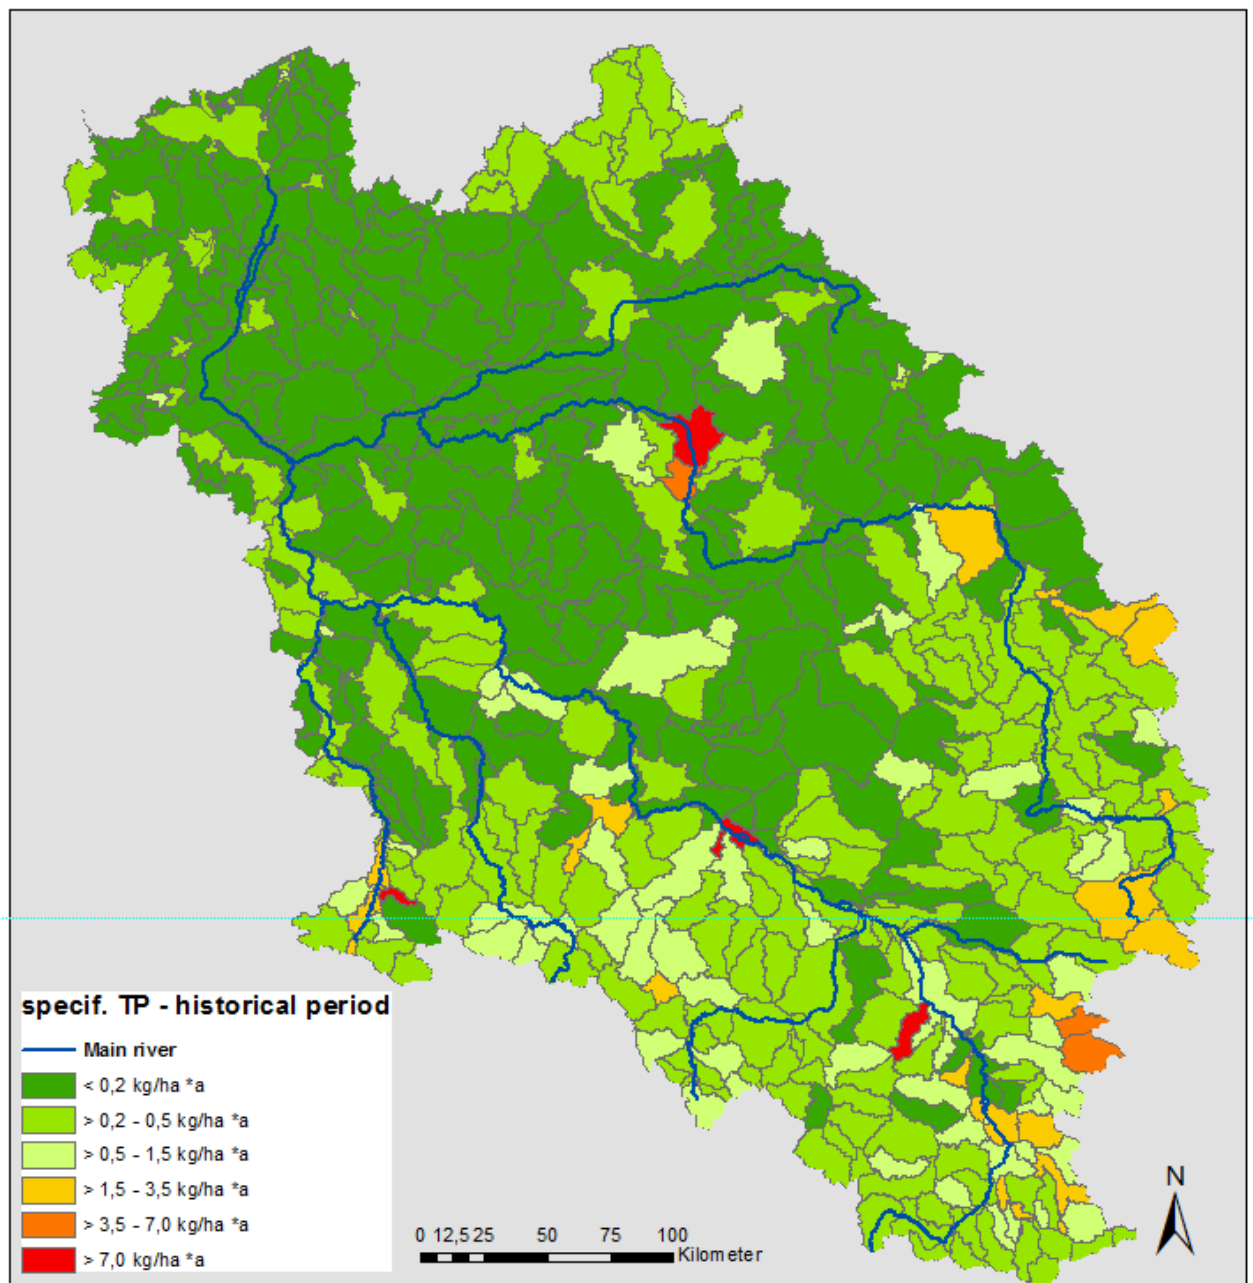 specif. TP - historical period
Main river
< 0,2 kg/ha *a
> 0,2 - 0,5 kg/ha *a
> 0,5 - 1,5 kg/ha *a
> 1,5 - 3,5 kg/ha *a
> 3,5 - 7,0 kg/ha *a
> 7,0 kg/ha *a
0 12,5 25 50 75 100
Kilometer
N